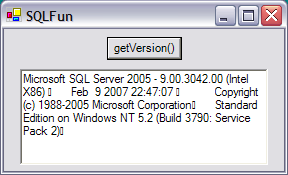 SQLFun
getVersion()
Microsoft SQL Server 2005 - 9.00.3042.00 (Intel
X86) ▯ Feb 9 2007 22:47:07 ▯ Copyright
(c) 1988-2005 Microsoft Corporation▯ Standard
Edition on Windows NT 5.2 (Build 3790: Service
Pack 2)▯